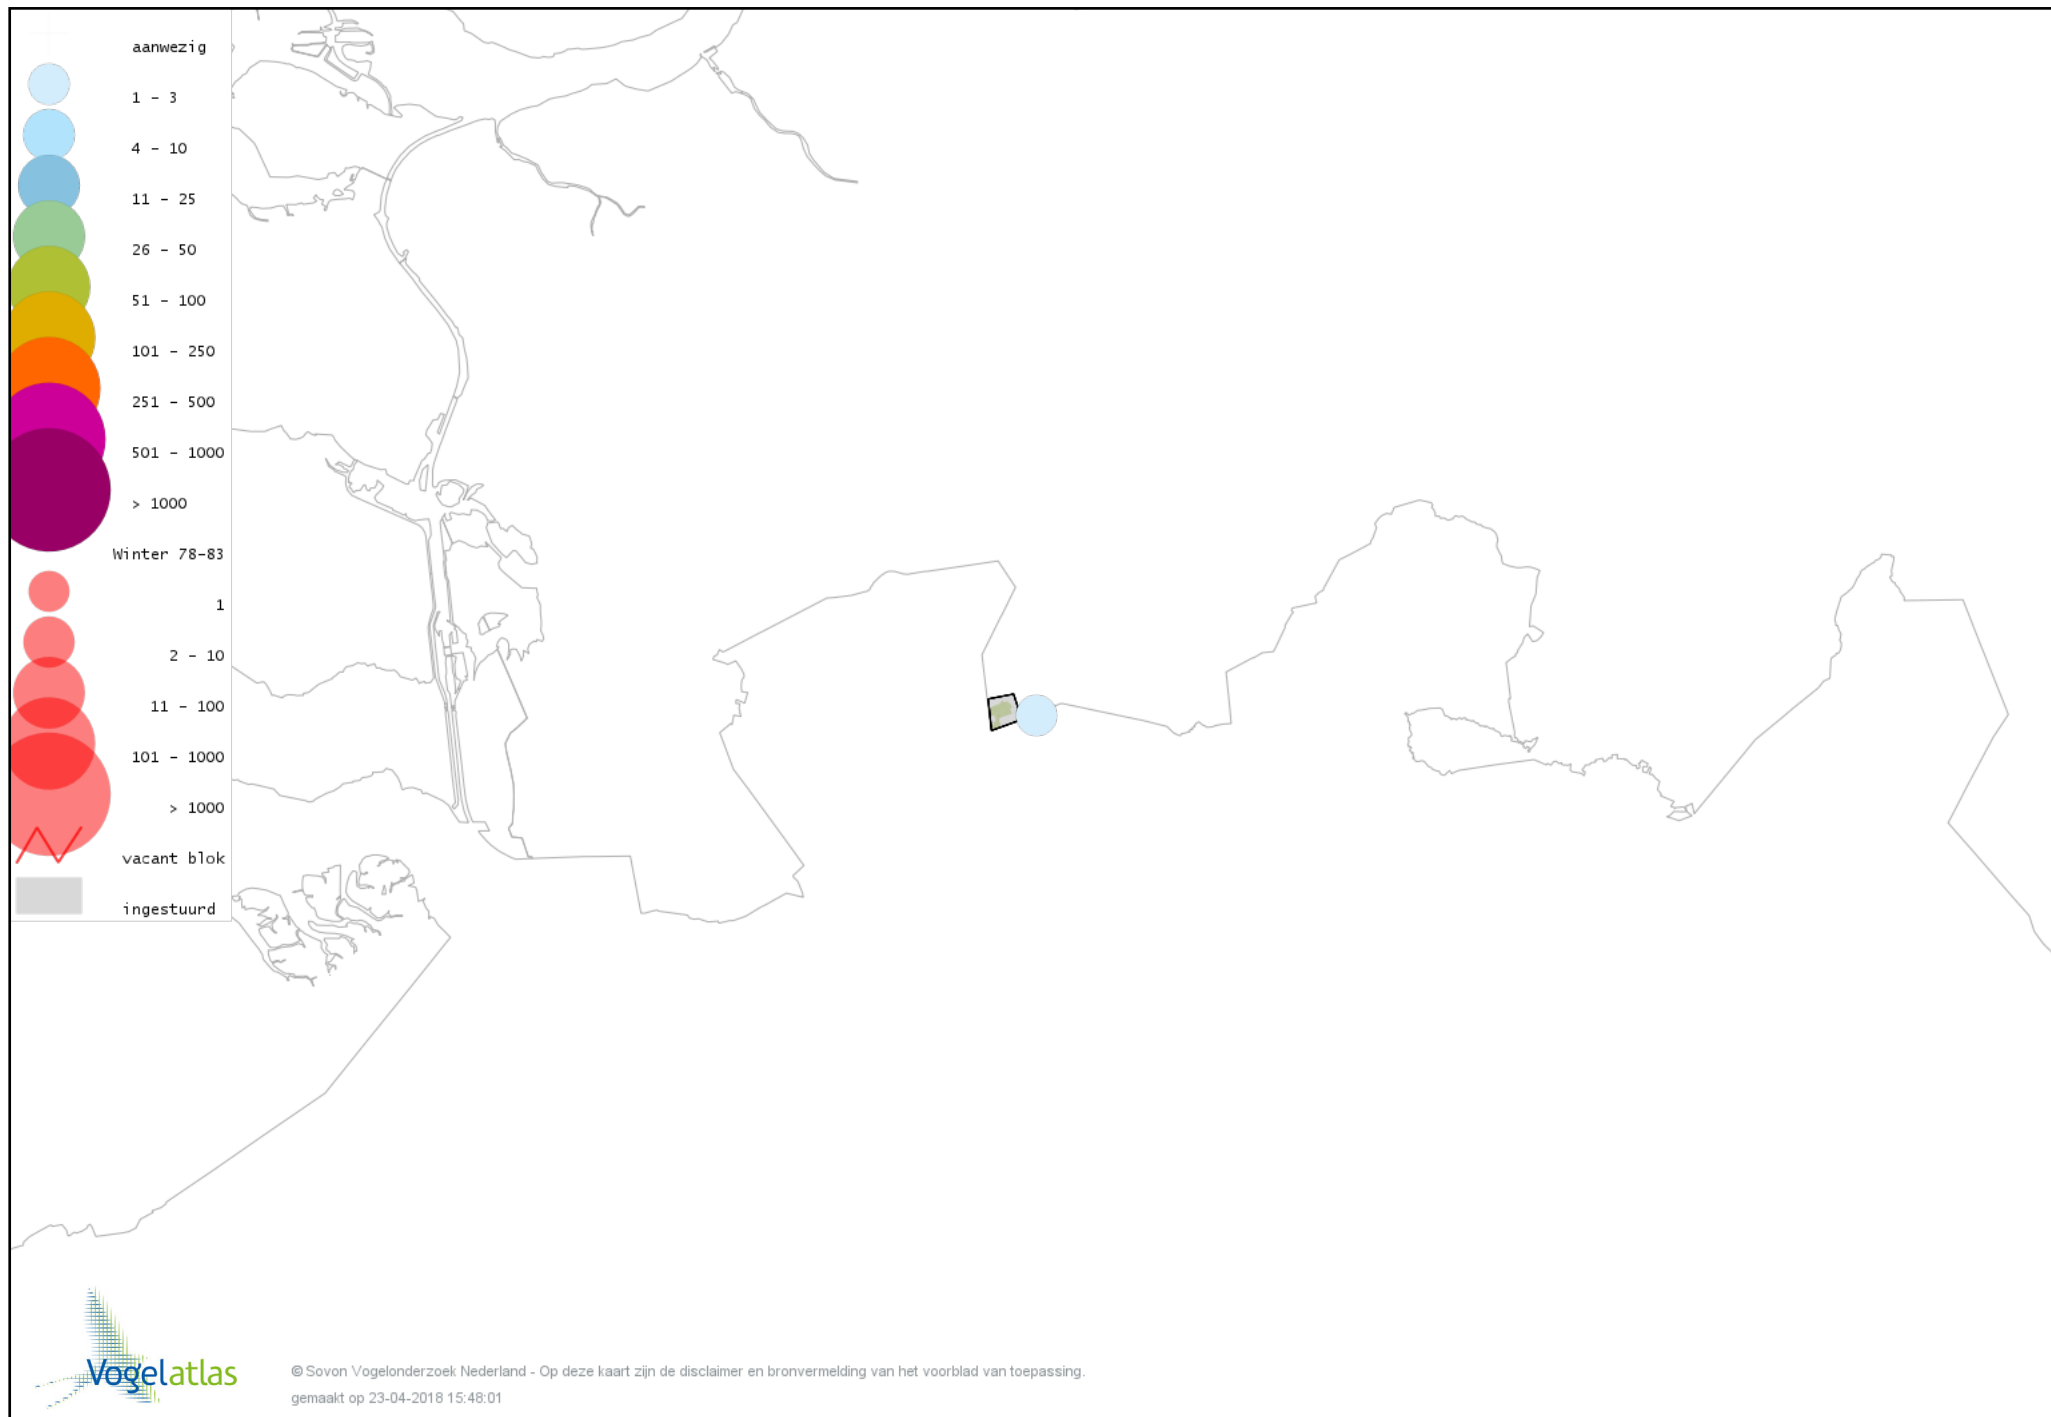 aanwezig
1 - 3
4 - 10
11 - 25
26 - 50
51 - 100
101 - 250
251 - 500
501 - 1000
> 1000
Winter 78-83
1
2 - 10
11 - 100
101 - 1000
> 1000
vacant blok
ingestuurd
Vogelatlas
© Sovon Vogelonderzoek Nederland - Op deze kaart zijn de disclaimer en bronvermelding van het voorblad van toepassing.
gemaakt op 23-04-2018 15:48:01